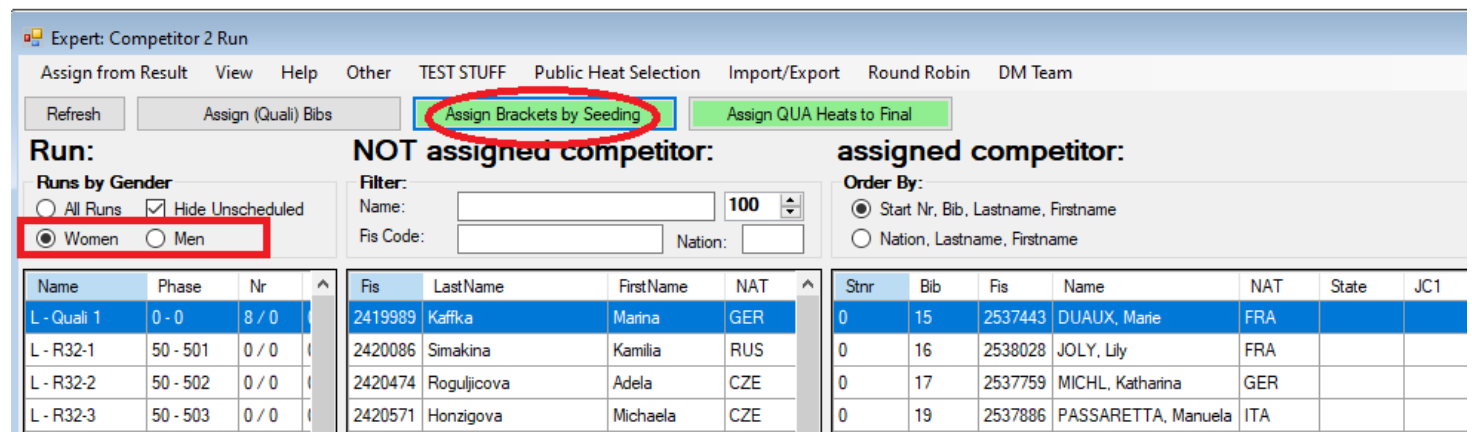 Expert: Competitor 2 Run
Assign from Result View Help Other TEST STUFF Public Heat Selection Import/Export Round Robin DM Team
Refresh Assign (Quali) Bibs Assign Brackets by Seeding Assign QUA Heats to Final
Run: NOT assigned competitor: assigned competitor:
Runs by Gender Filter: Order By:
All Runs Hide Unscheduled Name: 100 Start Nr, Bib, Lastname, Firstname
Women Men Fis Code: Nation: Nation, Lastname, Firstname
Name Phase Nr Fis LastName FirstName NAT Stnr Bib Fis Name NAT State JC1
L - Quali 1 0 - 0 8 / 0 2419989 Kaffka Marina GER 0 15 2537443 DUAUX, Marie FRA
L - R32-1 50 - 501 0 / 0 2420086 Simakina Kamilia RUS 0 16 2538028 JOLY, Lily FRA
L - R32-2 50 - 502 0 / 0 2420474 Roguljicova Adela CZE 0 17 2537759 MICHL, Katharina GER
L - R32-3 50 - 503 0 / 0 2420571 Honzigova Michaela CZE 0 19 2537886 PASSARETTA, Manuela ITA